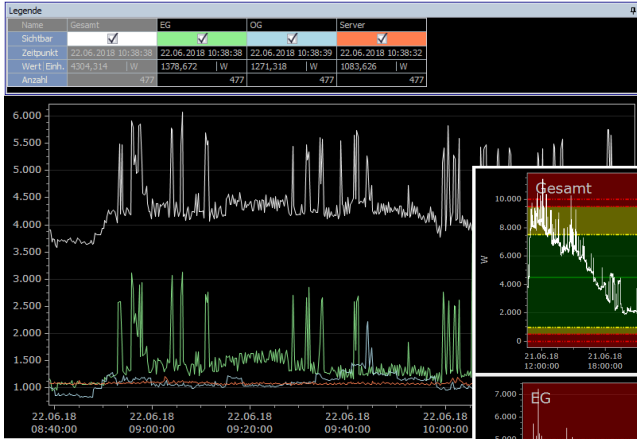 Legende
Name Gesamt EG OG Server
Sichtbar
Zeitpunkt 22.06.2018 10:38:38 22.06.2018 10:38:38 22.06.2018 10:38:39 22.06.2018 10:38:32
Wert|Einh. 4304,314 | W 1378,672 | W 1271,318 | W 1083,626 | W
Anzahl 477 477 477 477
6.000
5.500
5.000
4.500
4.000
3.500
3.000
2.500
2.000
1.500
1.000
22.06.18 22.06.18 22.06.18 22.06.18 22.06.18
08:40:00 09:00:00 09:20:00 09:40:00 10:00:00
Gesamt
10.000
8.000
6.000
W
4.000
2.000
0
21.06.18 21.06.18
12:00:00 18:00:00
EG
7.000
6.000
5.000